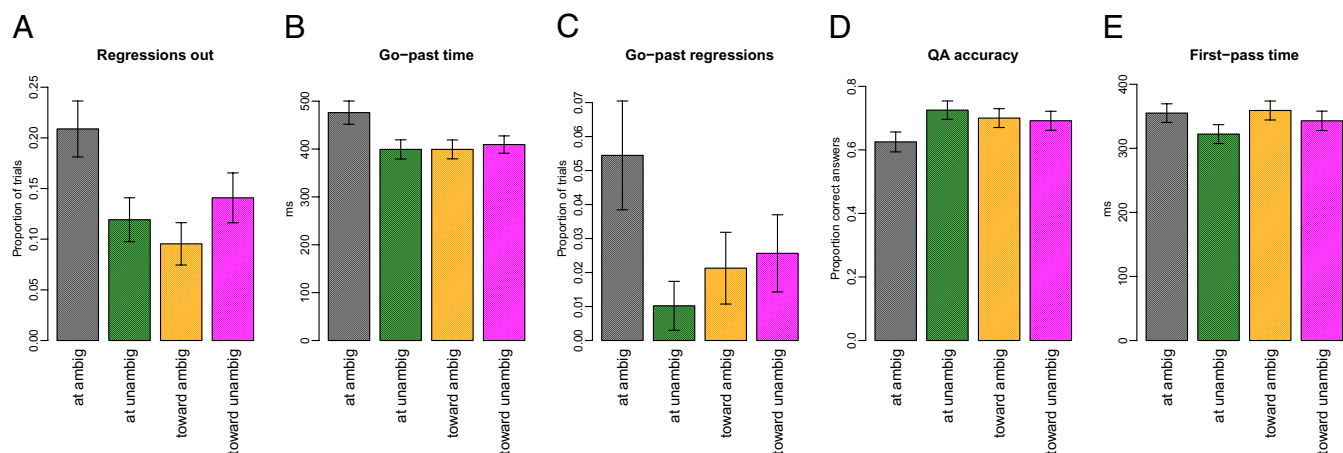 A
Regressions out
Proportion of trials
0.00
0.05
0.10
0.15
0.20
0.25
at ambig
at unambig
toward ambig
toward unambig
B
Go−past time
ms
0
100
200
300
400
500
at ambig
at unambig
toward ambig
toward unambig
C
Go−past regressions
Proportion of trials
0.00
0.01
0.02
0.03
0.04
0.05
0.06
0.07
at ambig
at unambig
toward ambig
toward unambig
D
QA accuracy
Proportion correct answers
0.0
0.2
0.4
0.6
0.8
at ambig
at unambig
toward ambig
toward unambig
E
First−pass time
ms
0
100
200
300
400
at ambig
at unambig
toward ambig
toward unambig